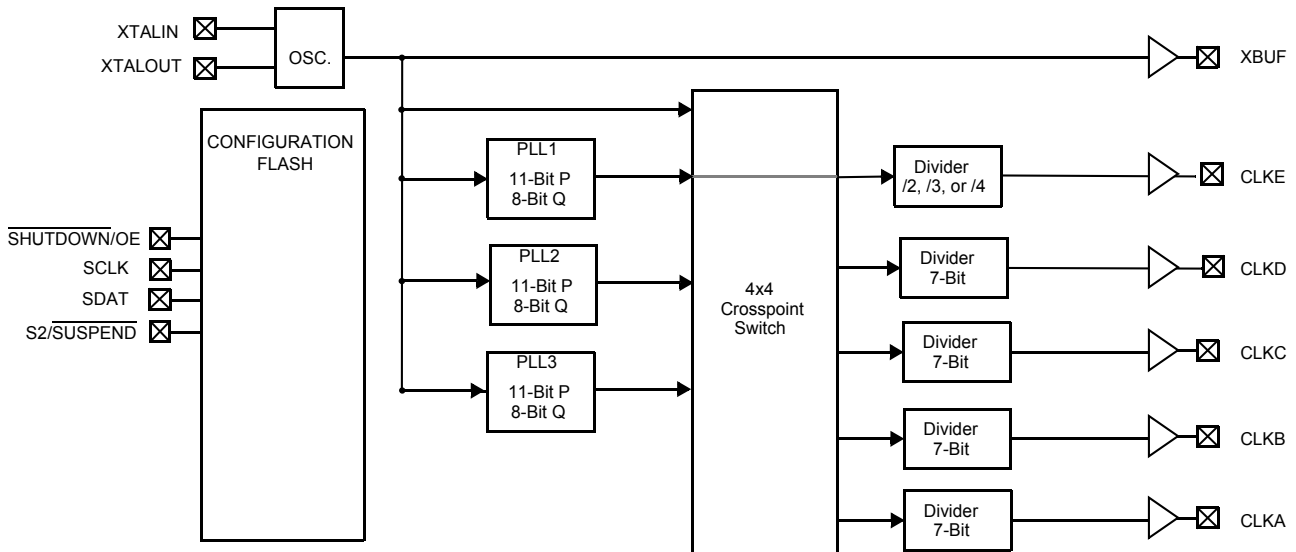 XTALIN
XTALOUT
OSC.
XBUF
CONFIGURATION
FLASH
SHUTDOWN/OE
SCLK
SDAT
S2/SUSPEND
PLL1
11-Bit P
8-Bit Q
PLL2
11-Bit P
8-Bit Q
PLL3
11-Bit P
8-Bit Q
4x4
Crosspoint
Switch
Divider
/2, /3, or /4
CLKE
Divider
7-Bit
CLKD
Divider
7-Bit
CLKC
Divider
7-Bit
CLKB
Divider
7-Bit
CLKA